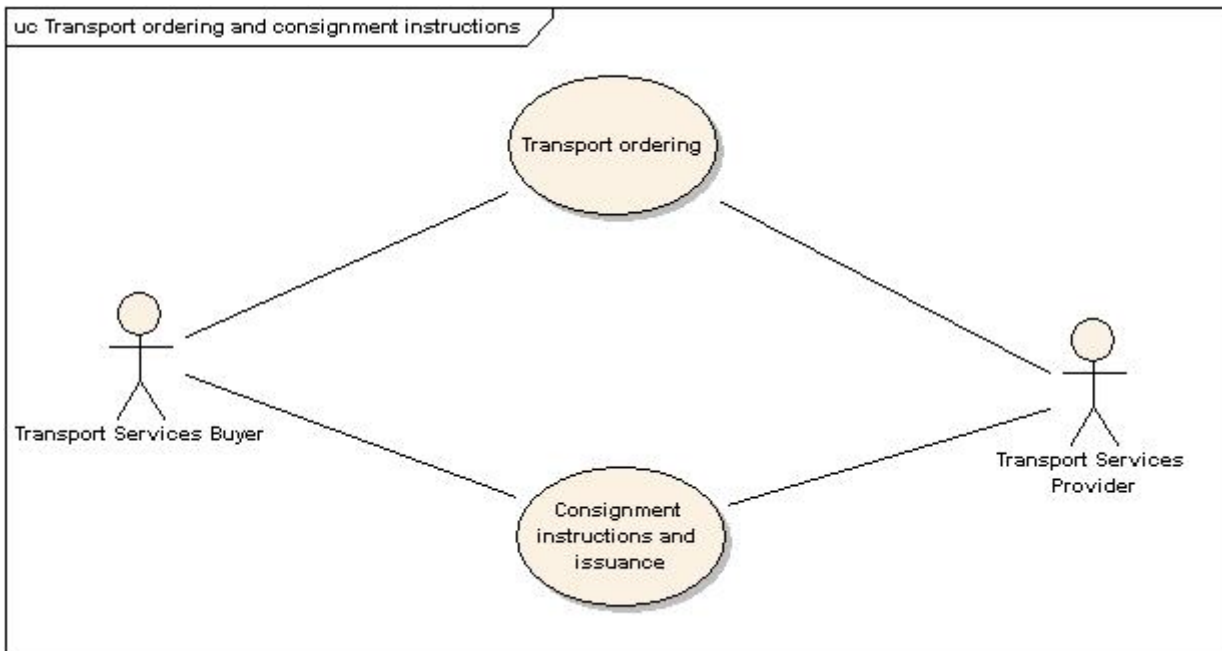 uc Transport ordering and consignment instructions
Transport ordering
Transport Services Buyer
Transport Services
Provider
Consignment
instructions and
issuance